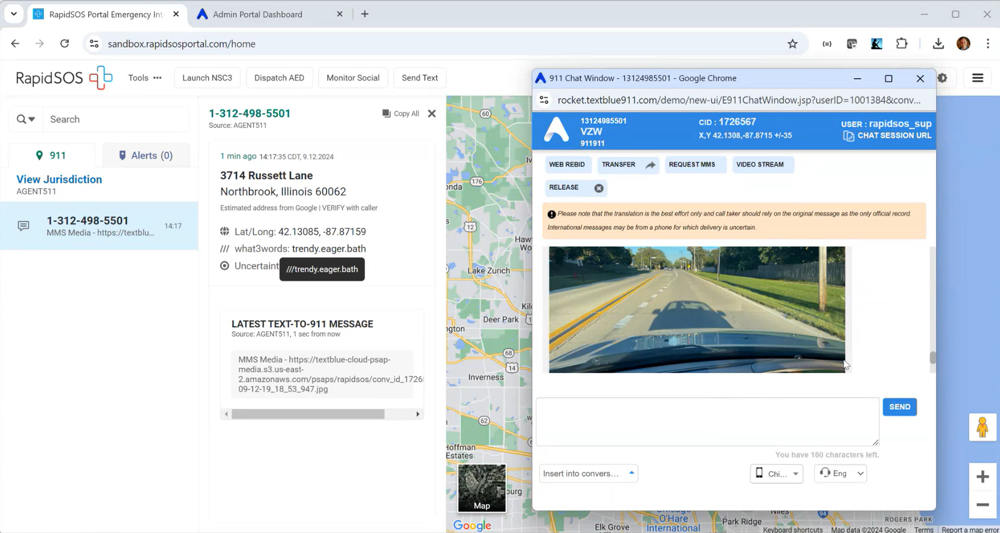 RapidSOS Portal Emergency Int
Admin Portal Dashboard
sandbox.rapidsosportal.com/home
RapidSOS
Tools •••
Launch NSC3
Dispatch AED
Monitor Social
Send Text
Search
911
Alerts (0)
View Jurisdiction
AGENT511
1-312-498-5501
MMS Media - https://textblu...
14:17
1-312-498-5501
Source: AGENT511
Copy All
1 min ago 14:17:35 CDT, 9.12.2024
3714 Russett Lane
Northbrook, Illinois 60062
Estimated address from Google | VERIFY with caller
Lat/Long: 42.13085, -87.87159
/// what3words: trendy.eager.bath
Uncertaint
///trendy.eager.bath
LATEST TEXT-TO-911 MESSAGE
Source: AGENT511, 1 sec from now
MMS Media - https://textblue-cloud-psap-
media.s3.us-east-
2.amazonaws.com/psaps/rapidsos/conv_id_1726
09-12-19_18_53_947.jpg
60
176
onda
12
Haw
Woo
Lake Zurich
Kil
Deer Park
ngton
68
14
Inverness
62
Hoffman
Estates
burg
Map
Google
911 Chat Window - 13124985501 - Google Chrome
rocket.textblue911.com/demo/new-ui/E911ChatWindow.jsp?userID=1001384&conv...
13124985501
VZW
911911
CID : 1726567
X,Y 42.1308,-87.8715 +/-35
USER : rapidsos_sup
CHAT SESSION URL
WEB REBID
TRANSFER
REQUEST MMS
VIDEO STREAM
RELEASE
Please note that the translation is the best effort only and call taker should rely on the original message as the only official record.
International messages may be from a phone for which delivery is uncertain.
SEND
You have 160 characters left.
Insert into convers...
Chi...
Eng
Elk Grove
Chicago
O'Hare
International
Park Ridge
Niles
94
ROGERS PARK
Keyboard shortcuts
Map data ©2024 Google
Terms
Report a map error